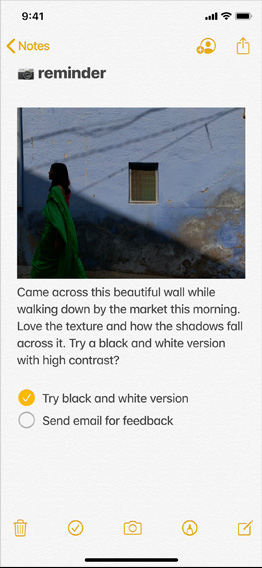 9:41
Notes
reminder
Came across this beautiful wall while
walking down by the market this morning.
Love the texture and how the shadows fall
across it. Try a black and white version
with high contrast?
Try black and white version
Send email for feedback